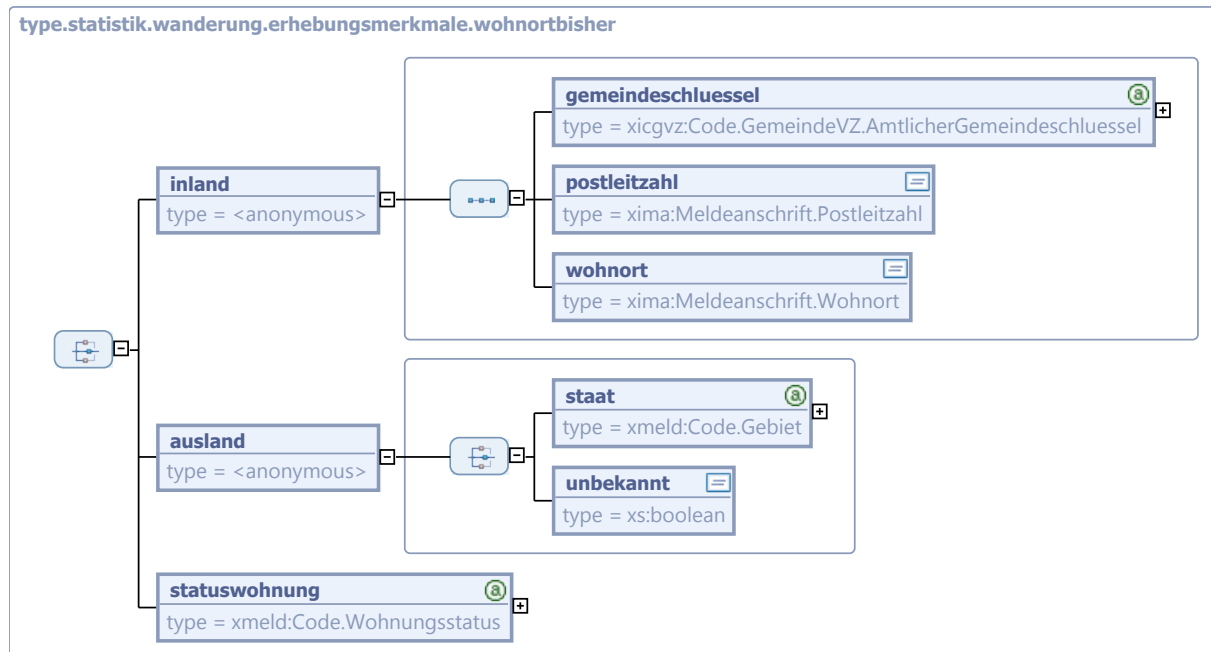 type.statistik.wanderung.erhebungsmerkmale.wohnortbisher
gemeindeschluessel
type = xicgvz:Code.GemeindeVZ.AmtlicherGemeindeschluessel
inland
type = <anonymous>
postleitzahl
type = xima:Meldeanschrift.Postleitzahl
wohnort
type = xima:Meldeanschrift.Wohnort
staat
type = xmeld:Code.Gebiet
ausland
type = <anonymous>
unbekannt
type = xs:boolean
statuswohnung
type = xmeld:Code.Wohnungsstatus